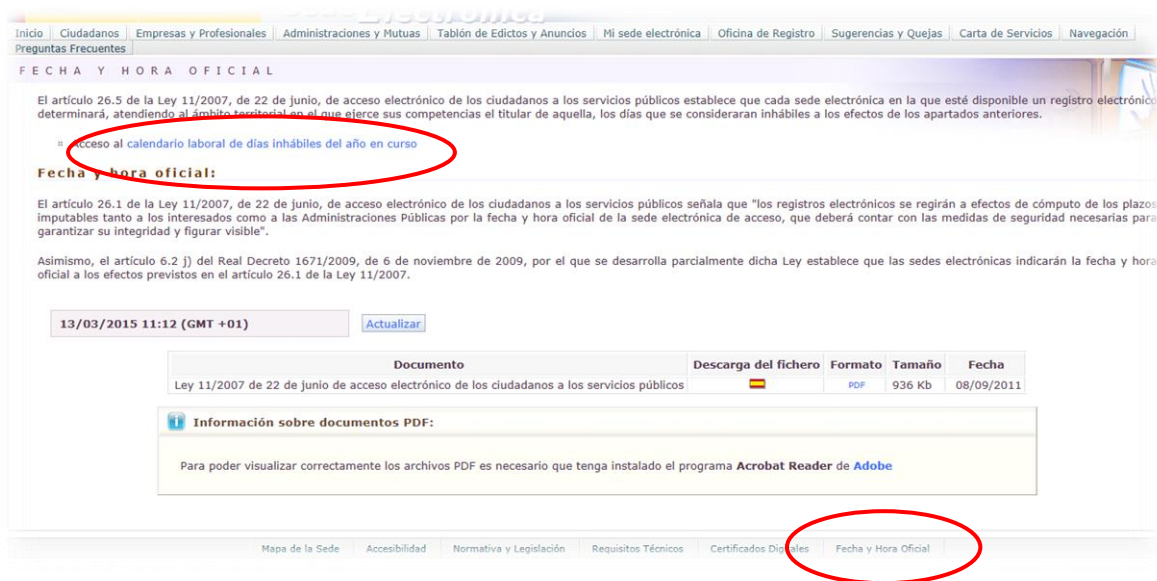 Electrónica
Inicio Ciudadanos Empresas y Profesionales Administraciones y Mutuas Tablón de Edictos y Anuncios Mi sede electrónica Oficina de Registro Sugerencias y Quejas Carta de Servicios Navegación
Preguntas Frecuentes
FECHA Y HORA OFICIAL
El artículo 26.5 de la Ley 11/2007, de 22 de junio, de acceso electrónico de los ciudadanos a los servicios públicos establece que cada sede electrónica en la que esté disponible un registro electrónico
determinará, atendiendo al ámbito territorial en el que ejerce sus competencias el titular de aquella, los días que se consideraran inhábiles a los efectos de los apartados anteriores.
Acceso al calendario laboral de días inhábiles del año en curso
Fecha y hora oficial:
El artículo 26.1 de la Ley 11/2007, de 22 de junio, de acceso electrónico de los ciudadanos a los servicios públicos señala que "los registros electrónicos se regirán a efectos de cómputo de los plazos
imputables tanto a los interesados como a las Administraciones Públicas por la fecha y hora oficial de la sede electrónica de acceso, que deberá contar con las medidas de seguridad necesarias para
garantizar su integridad y figurar visible".
Asimismo, el artículo 6.2 j) del Real Decreto 1671/2009, de 6 de noviembre de 2009, por el que se desarrolla parcialmente dicha Ley establece que las sedes electrónicas indicarán la fecha y hora
oficial a los efectos previstos en el artículo 26.1 de la Ley 11/2007.
13/03/2015 11:12 (GMT +01) Actualizar
Documento Descarga del fichero Formato Tamaño Fecha
Ley 11/2007 de 22 de junio de acceso electrónico de los ciudadanos a los servicios públicos PDF 936 Kb 08/09/2011
Información sobre documentos PDF:
Para poder visualizar correctamente los archivos PDF es necesario que tenga instalado el programa Acrobat Reader de Adobe
Mapa de la Sede Accesibilidad Normativa y Legislación Requisitos Técnicos Certificados Digitales Fecha y Hora Oficial